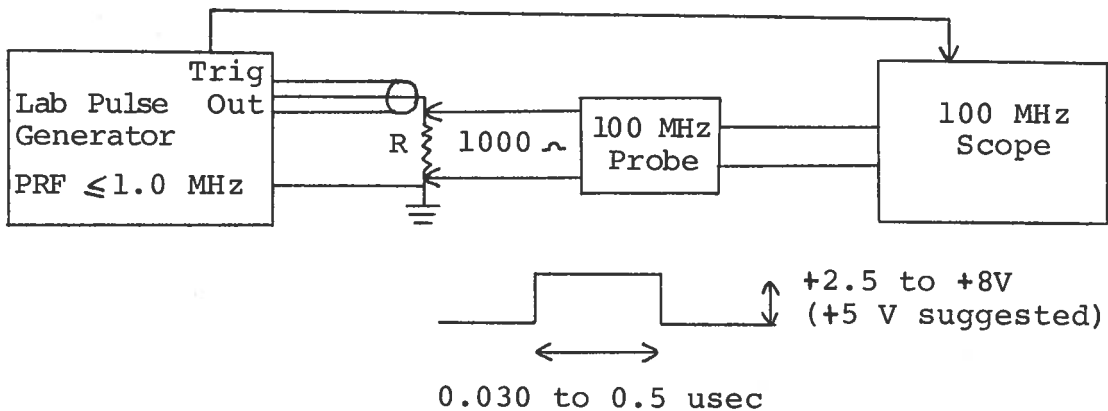 Trig
Out
Lab Pulse
Generator
PRF ≤1.0 MHz
R
1000 Ω
100 MHz
Probe
100 MHz
Scope
+2.5 to +8V
(+5 V suggested)
0.030 to 0.5 usec